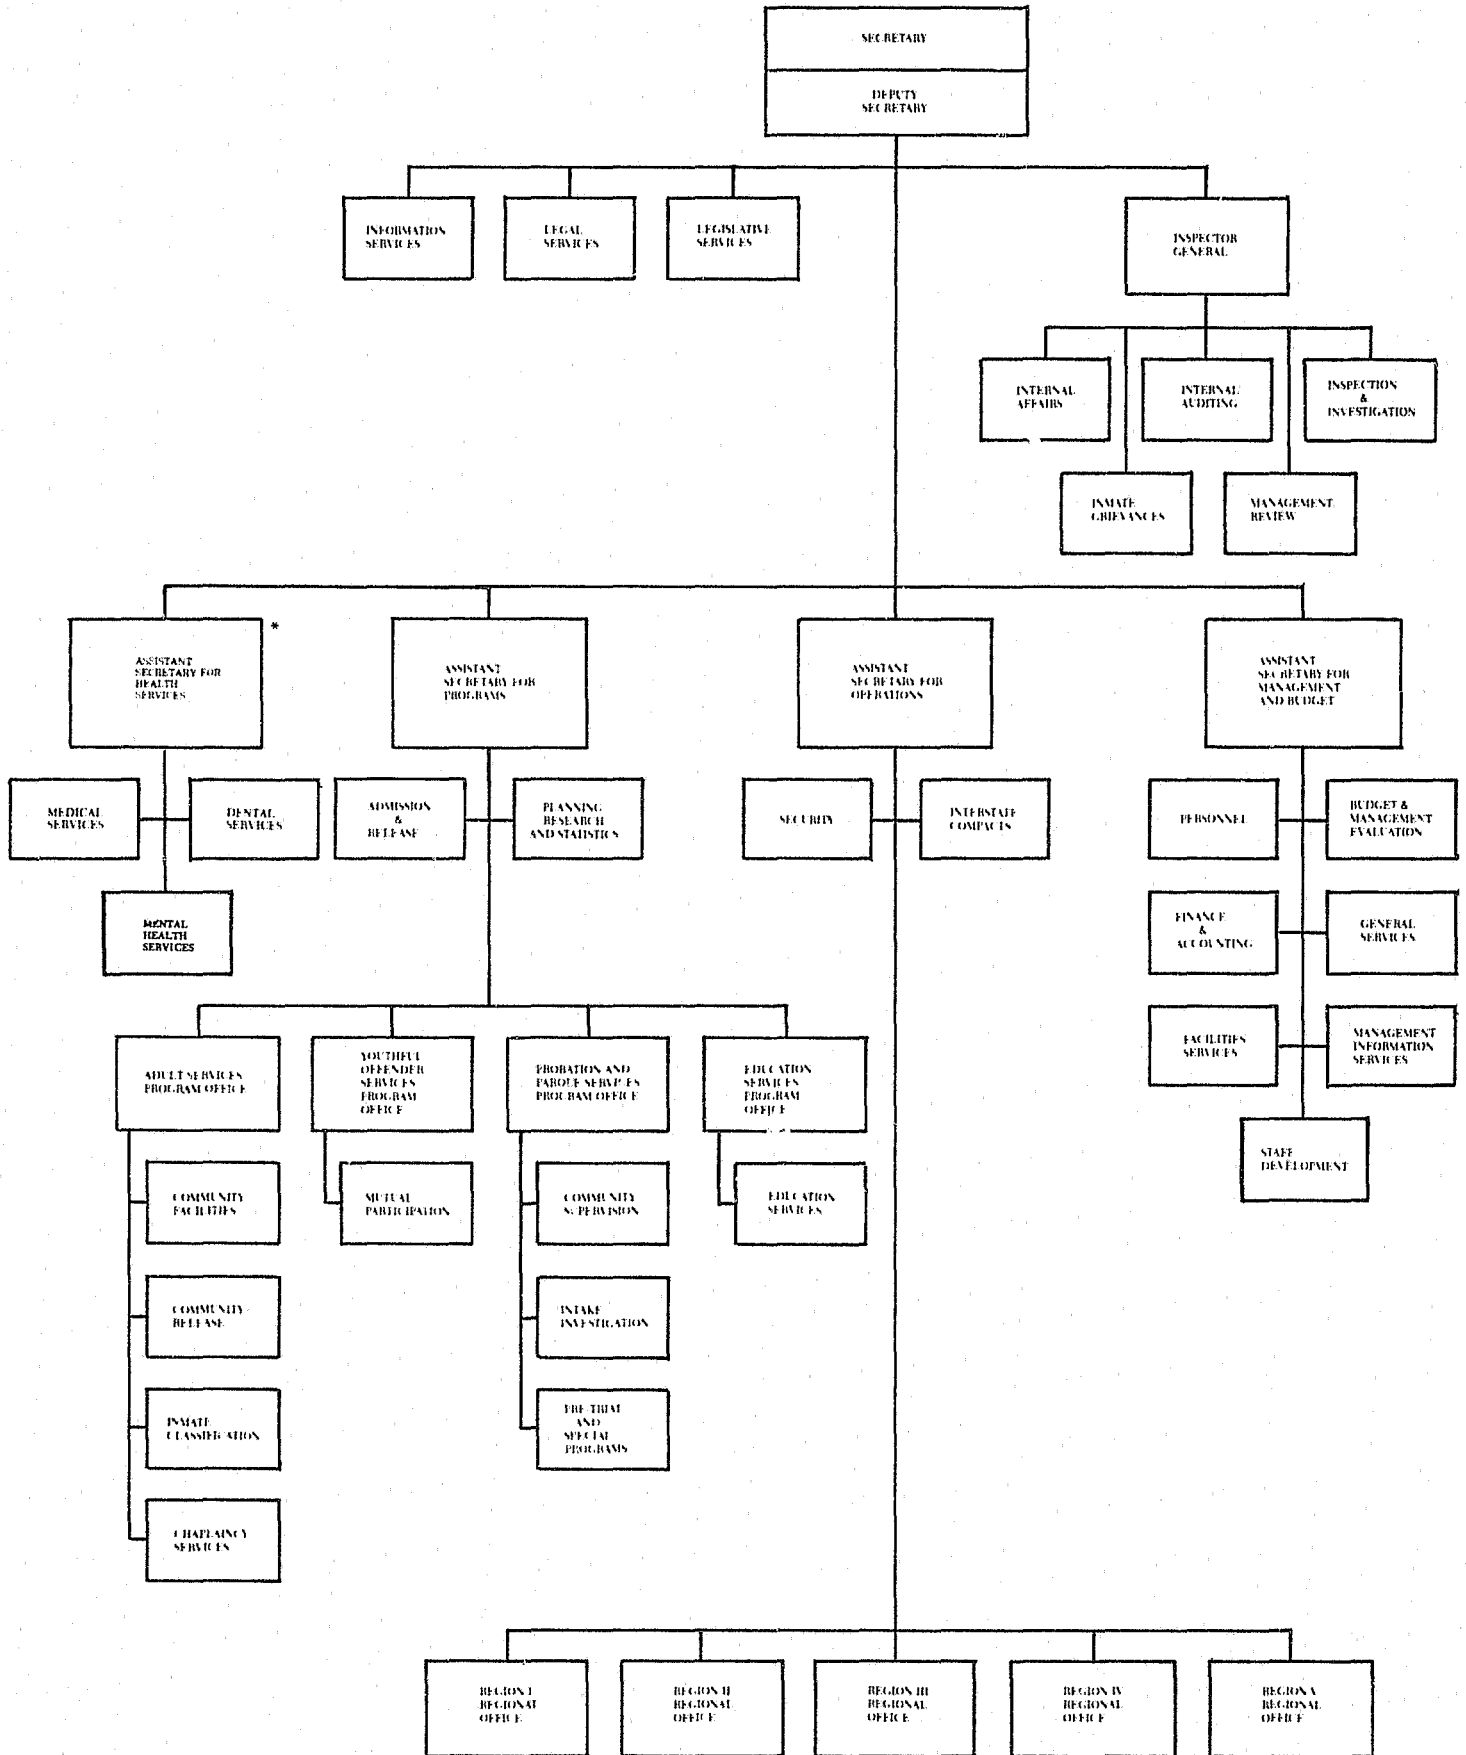 SECRETARY
DEPUTY
SECRETARY
INFORMATION
SERVICES
LEGAL
SERVICES
LEGISLATIVE
SERVICES
INSPECTOR
GENERAL
INTERNAL
AFFAIRS
INTERNAL
AUDITING
INSPECTION
&
INVESTIGATION
INMATE
GRIEVANCES
MANAGEMENT
REVIEW
ASSISTANT
SECRETARY FOR
HEALTH
SERVICES
*
ASSISTANT
SECRETARY FOR
PROGRAMS
ASSISTANT
SECRETARY FOR
OPERATIONS
ASSISTANT
SECRETARY FOR
MANAGEMENT
AND BUDGET
MEDICAL
SERVICES
DENTAL
SERVICES
ADMISSION
&
RELEASE
PLANNING
RESEARCH
AND STATISTICS
SECURITY
INTERSTATE
COMPACTS
PERSONNEL
BUDGET &
MANAGEMENT
EVALUATION
MENTAL
HEALTH
SERVICES
FINANCE
&
ACCOUNTING
GENERAL
SERVICES
FACILITIES
SERVICES
MANAGEMENT
INFORMATION
SERVICES
STAFF
DEVELOPMENT
ADULT SERVICES
PROGRAM OFFICE
YOUTHFUL
OFFENDER
SERVICES
PROGRAM
OFFICE
PROBATION AND
PAROLE SERVICES
PROGRAM OFFICE
EDUCATION
SERVICES
PROGRAM
OFFICE
COMMUNITY
FACILITIES
MUTUAL
PARTICIPATION
COMMUNITY
SUPERVISION
EDUCATION
SERVICES
COMMUNITY
RELEASE
INTAKE
INVESTIGATION
INMATE
CLASSIFICATION
PRE-TRIAL
AND
SPECIAL
PROGRAMS
CHAPLAINCY
SERVICES
REGION I
REGIONAL
OFFICE
REGION II
REGIONAL
OFFICE
REGION III
REGIONAL
OFFICE
REGION IV
REGIONAL
OFFICE
REGION V
REGIONAL
OFFICE